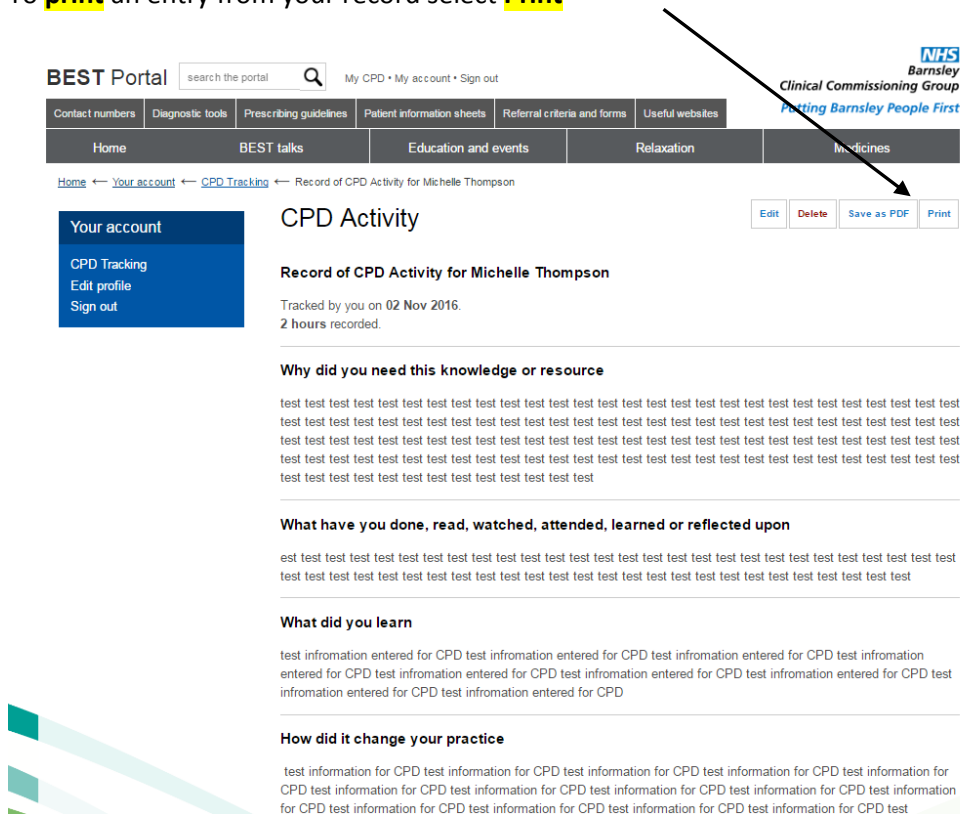 To print an entry from your record select Print
NHS
Barnsley
Clinical Commissioning Group
Putting Barnsley People First
BEST Portal search the portal My CPD • My account • Sign out
Contact numbers Diagnostic tools Prescribing guidelines Patient information sheets Referral criteria and forms Useful websites
Home BEST talks Education and events Relaxation Medicines
Home ← Your account ← CPD Tracking ← Record of CPD Activity for Michelle Thompson
Your account
CPD Tracking
Edit profile
Sign out
CPD Activity
Edit Delete Save as PDF Print
Record of CPD Activity for Michelle Thompson
Tracked by you on 02 Nov 2016.
2 hours recorded.
Why did you need this knowledge or resource
test test test test test test test test test test test test test test test test test test test test test test test test test test test test
test test test test test test test test test test test test test test test test test test test test test test test test test test test test
test test test test test test test test test test test test test test test test test test test test test test test test test test test test
test test test test test test test test test test test test test test test test test test test test test test test test test test test test
test test test test test test test test test test test test test
What have you done, read, watched, attended, learned or reflected upon
est test test test test test test test test test test test test test test test test test test test test test test test test test test test
test test test test test test test test test test test test test test test test test test test test test test test test test test
What did you learn
test infromation entered for CPD test infromation entered for CPD test infromation entered for CPD test infromation
entered for CPD test infromation entered for CPD test infromation entered for CPD test infromation entered for CPD test
infromation entered for CPD test infromation entered for CPD
How did it change your practice
test information for CPD test information for CPD test information for CPD test information for CPD test information for
CPD test information for CPD test information for CPD test information for CPD test information for CPD test information
for CPD test information for CPD test information for CPD test information for CPD test information for CPD test